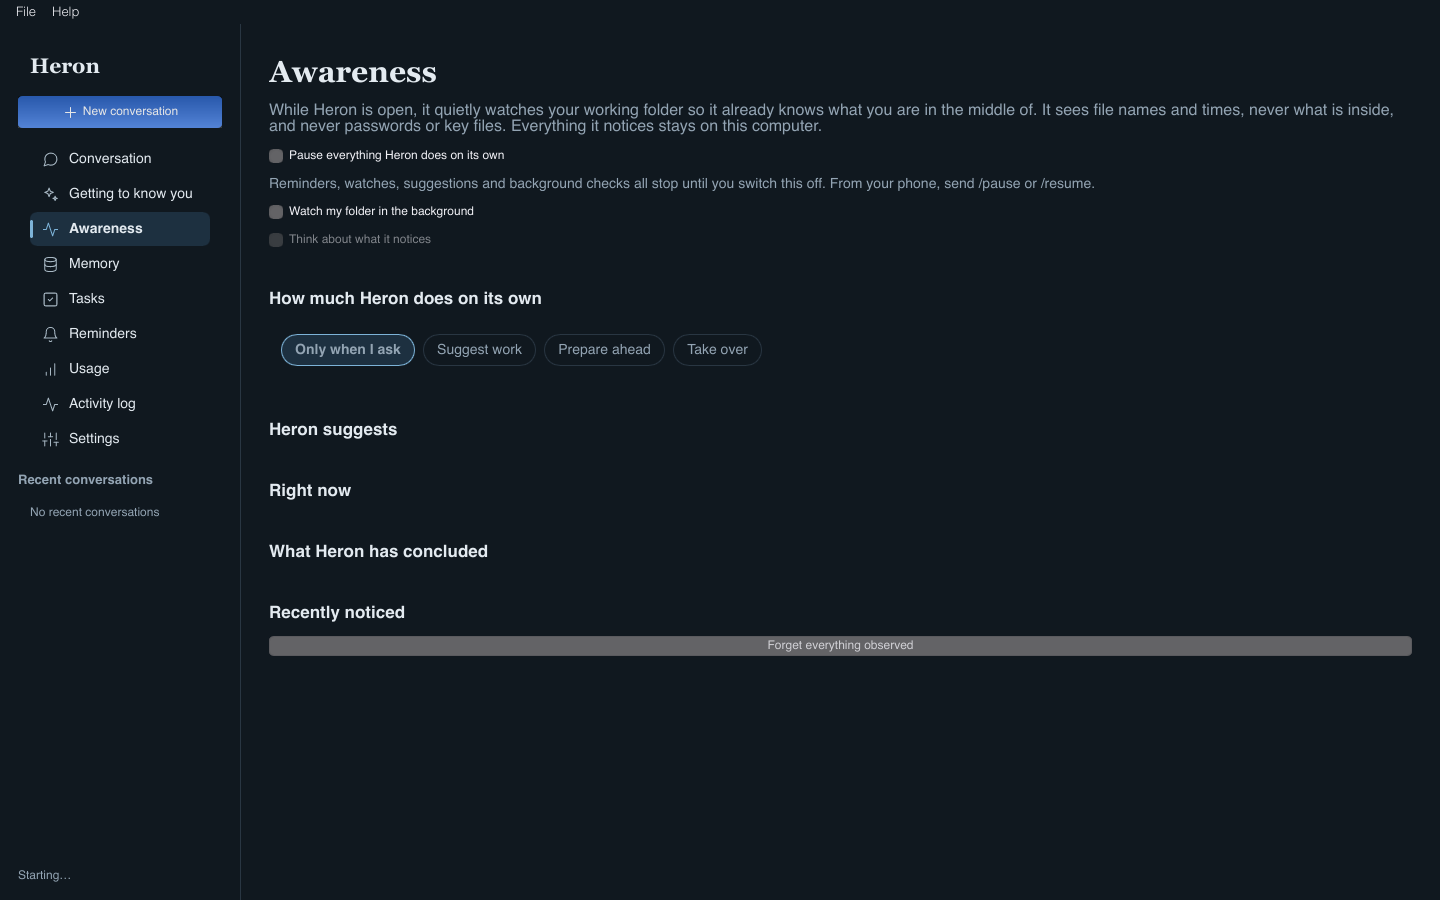 File Help
Heron
New conversation
Conversation
Getting to know you
Awareness
Memory
Tasks
Reminders
Usage
Activity log
Settings
Recent conversations
No recent conversations
Starting…
Awareness
While Heron is open, it quietly watches your working folder so it already knows what you are in the middle of. It sees file names and times, never what is inside,
and never passwords or key files. Everything it notices stays on this computer.
Pause everything Heron does on its own
Reminders, watches, suggestions and background checks all stop until you switch this off. From your phone, send /pause or /resume.
Watch my folder in the background
Think about what it notices
How much Heron does on its own
Only when I ask Suggest work Prepare ahead Take over
Heron suggests
Right now
What Heron has concluded
Recently noticed
Forget everything observed